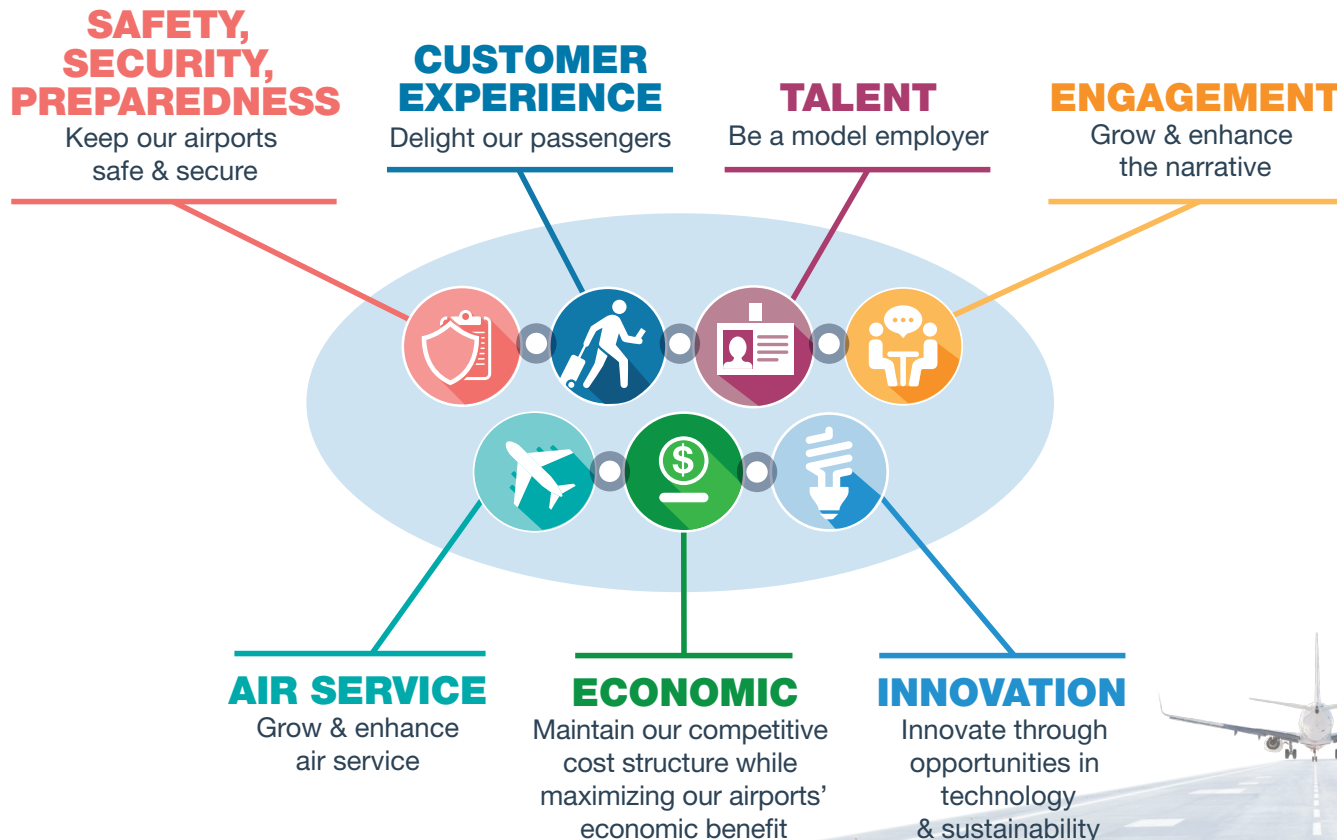 SAFETY,
SECURITY,
PREPAREDNESS
Keep our airports
safe & secure
CUSTOMER
EXPERIENCE
Delight our passengers
TALENT
Be a model employer
ENGAGEMENT
Grow & enhance
the narrative
$
AIR SERVICE
Grow & enhance
air service
ECONOMIC
Maintain our competitive
cost structure while
maximizing our airports’
economic benefit
INNOVATION
Innovate through
opportunities in
technology
& sustainability